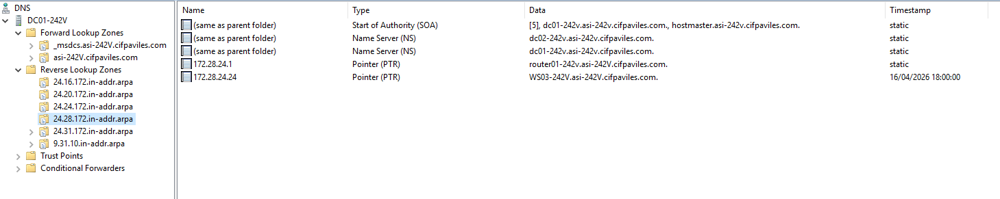 DNS
DC01-242V
Forward Lookup Zones
_msdcs.asi-242V.cifpaviles.com
asi-242V.cifpaviles.com
Reverse Lookup Zones
24.16.172.in-addr.arpa
24.20.172.in-addr.arpa
24.24.172.in-addr.arpa
24.28.172.in-addr.arpa
24.31.172.in-addr.arpa
9.31.10.in-addr.arpa
Trust Points
Conditional Forwarders
Name Type Data Timestamp
(same as parent folder) Start of Authority (SOA) [5], dc01-242v.asi-242v.cifpaviles.com., hostmaster.asi-242v.cifpaviles.com. static
(same as parent folder) Name Server (NS) dc02-242v.asi-242v.cifpaviles.com. static
(same as parent folder) Name Server (NS) dc01-242v.asi-242v.cifpaviles.com. static
172.28.24.1 Pointer (PTR) router01-242v.asi-242V.cifpaviles.com. static
172.28.24.24 Pointer (PTR) WS03-242V.asi-242V.cifpaviles.com. 16/04/2026 18:00:00